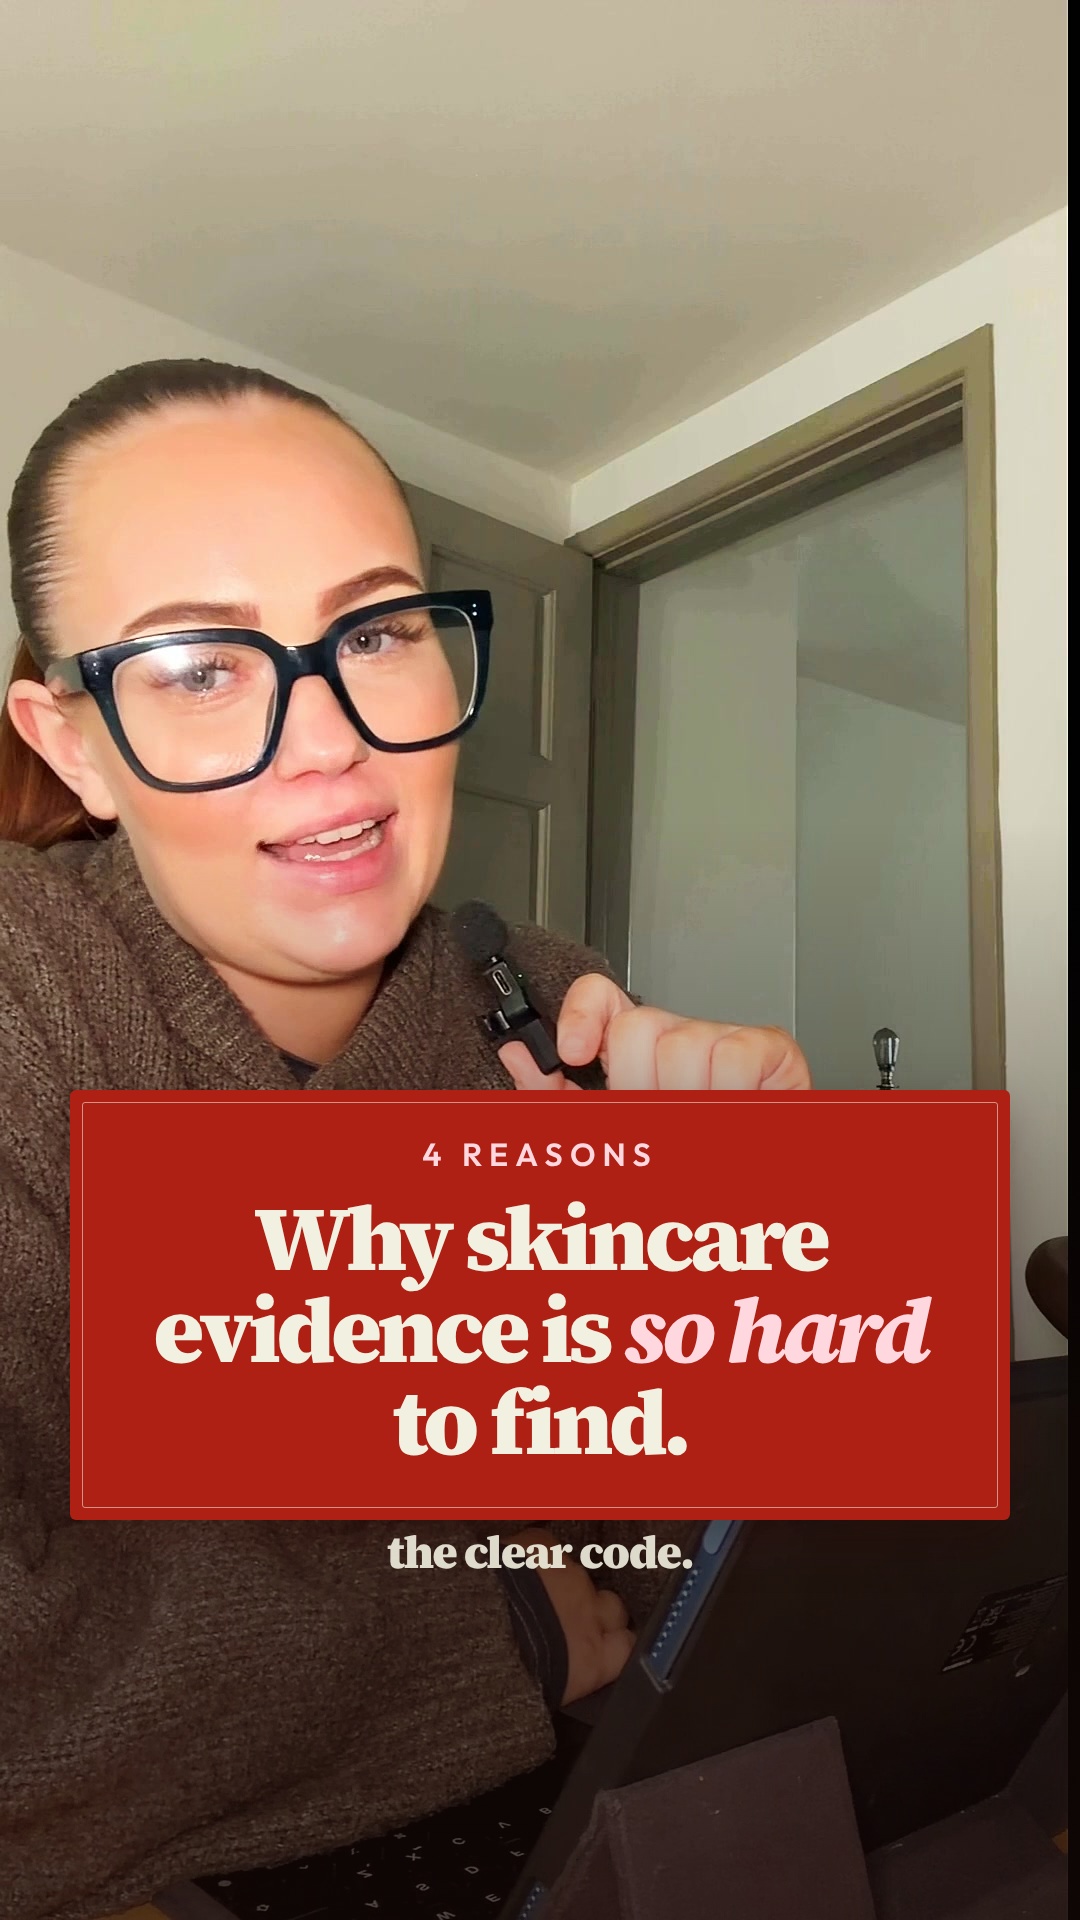 4 REASONS
Why skincare
evidence is so hard
to find.
the clear code.